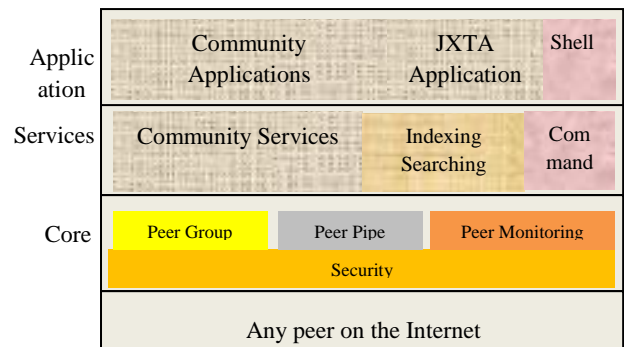 Applic
ation
Community
Applications
JXTA
Application
Shell
Services
Community Services
Indexing
Searching
Com
mand
Core
Peer Group
Peer Pipe
Peer Monitoring
Security
Any peer on the Internet